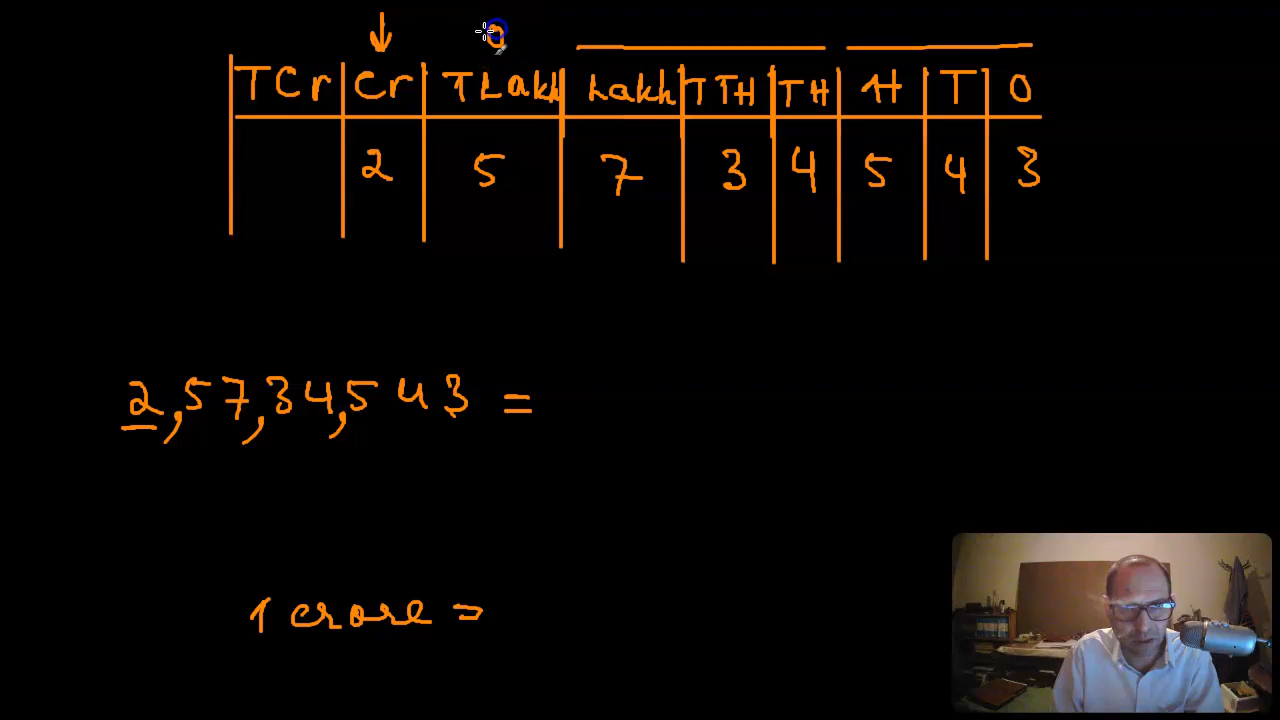 TCr Cr TLakh Lakh TTH TH H T O
2 5 7 3 4 5 4 3
2,57,34,543 =
1 crore =